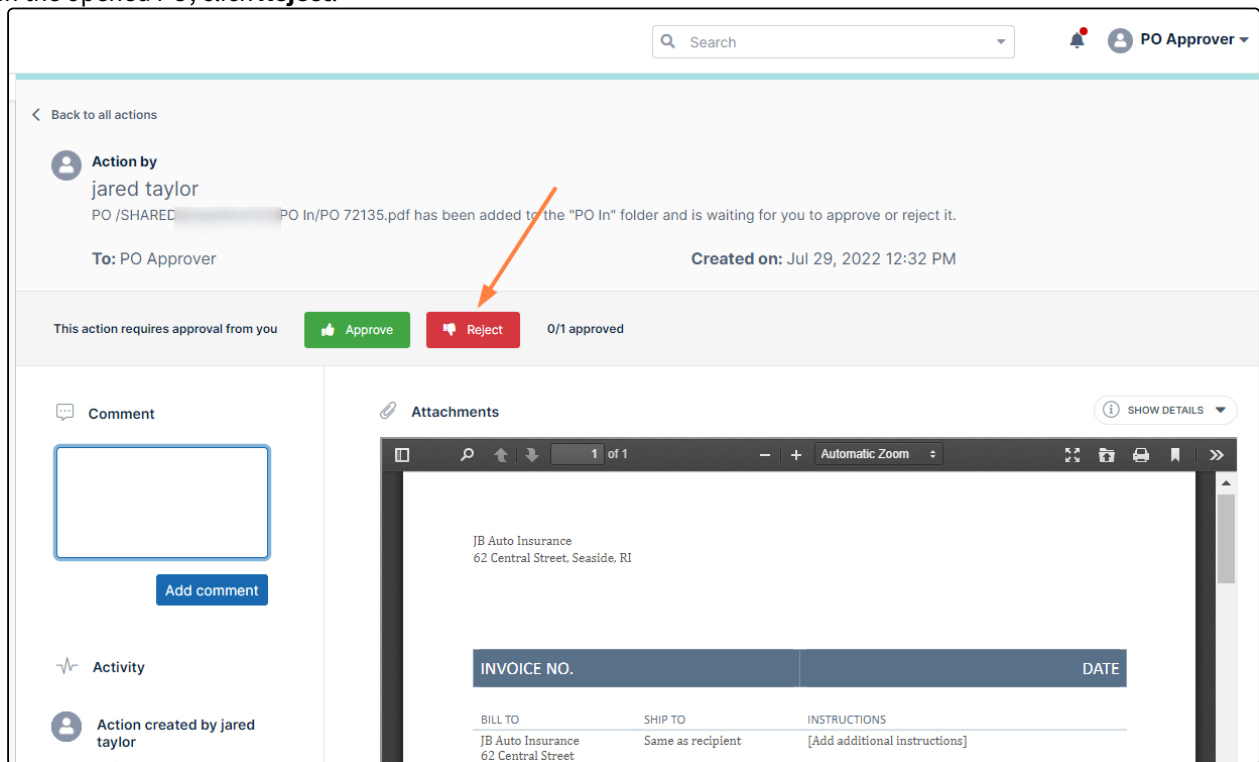 Search
PO Approver
Back to all actions
Action by
jared taylor
PO /SHARED PO In/PO 72135.pdf has been added to the "PO In" folder and is waiting for you to approve or reject it.
To: PO Approver
Created on: Jul 29, 2022 12:32 PM
This action requires approval from you
Approve
Reject
0/1 approved
Comment
Add comment
Activity
Action created by jared
taylor
Attachments
SHOW DETAILS
1 of 1
Automatic Zoom
JB Auto Insurance
62 Central Street, Seaside, RI
INVOICE NO. DATE
BILL TO SHIP TO INSTRUCTIONS
JB Auto Insurance Same as recipient [Add additional instructions]
62 Central Street